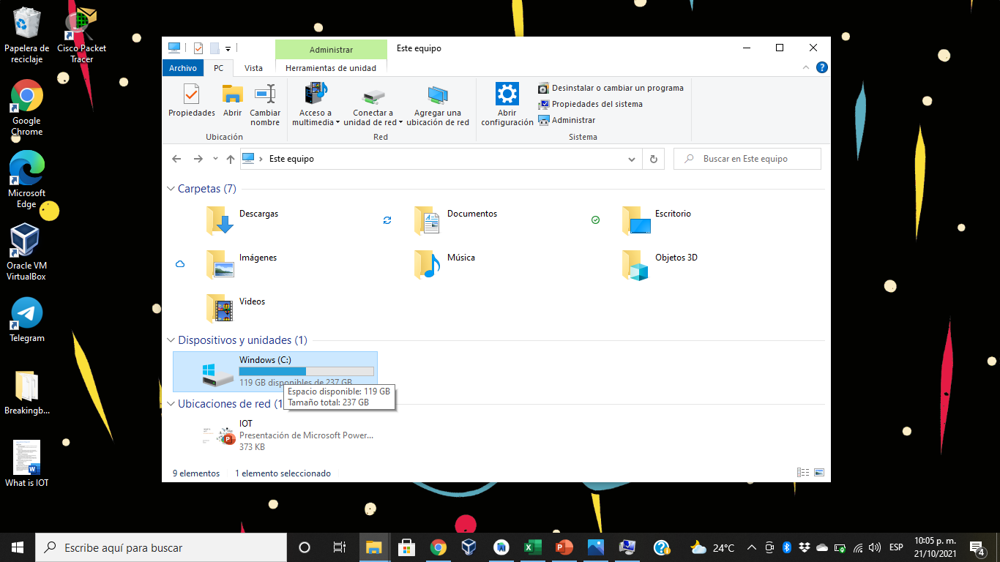 Papelera de
reciclaje
Cisco Packet
Tracer
Google
Chrome
Microsoft
Edge
Oracle VM
VirtualBox
Telegram
Breakingb...
What is IOT
Administrar
Este equipo
Archivo
PC
Vista
Herramientas de unidad
Propiedades
Abrir
Cambiar
nombre
Ubicación
Acceso a
multimedia
Conectar a
unidad de red
Agregar una
ubicación de red
Red
Abrir
configuración
Desinstalar o cambiar un programa
Propiedades del sistema
Administrar
Sistema
Este equipo
Buscar en Este equipo
Carpetas (7)
Descargas
Documentos
Escritorio
Imágenes
Música
Objetos 3D
Videos
Dispositivos y unidades (1)
Windows (C:)
119 GB disponibles de 237 GB
Espacio disponible: 119 GB
Tamaño total: 237 GB
Ubicaciones de red (1
IOT
Presentación de Microsoft Power...
373 KB
9 elementos
1 elemento seleccionado
Escribe aquí para buscar
24°C
ESP
10:05 p. m.
21/10/2021
4